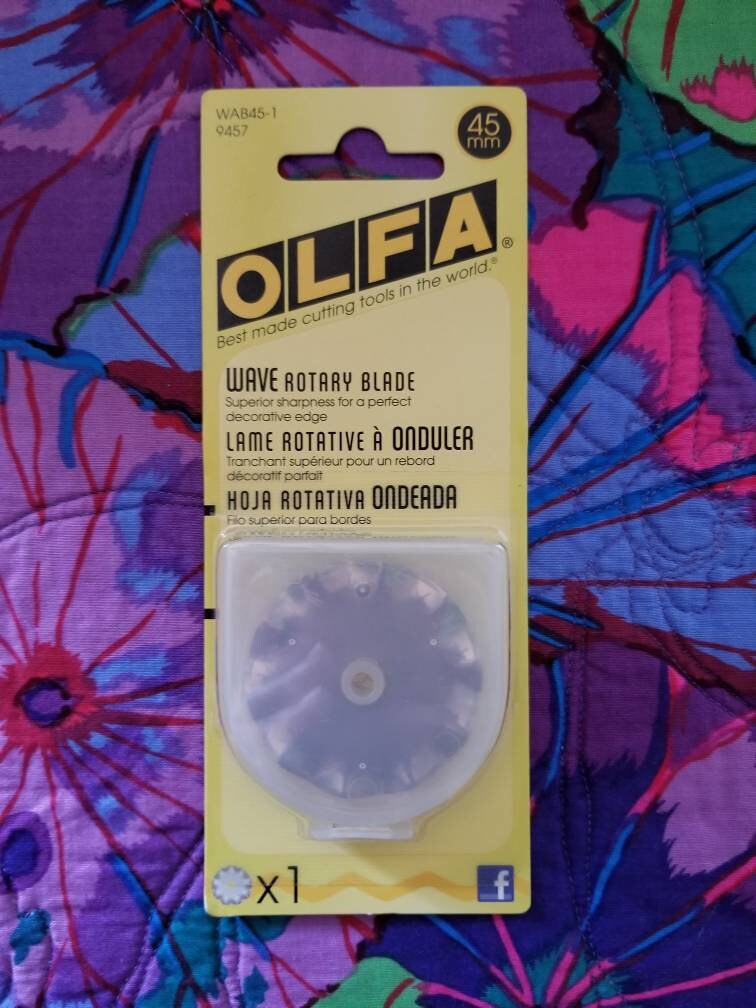 WAB45-1
9457
45
mm
OLFA®
Best made cutting tools in the world.®
WAVE ROTARY BLADE
Superior sharpness for a perfect
decorative edge
LAME ROTATIVE À ONDULER
Tranchant supérieur pour un rebord
décoratif parfait
HOJA ROTATIVA ONDEADA
Filo superior para bordes
x1
f